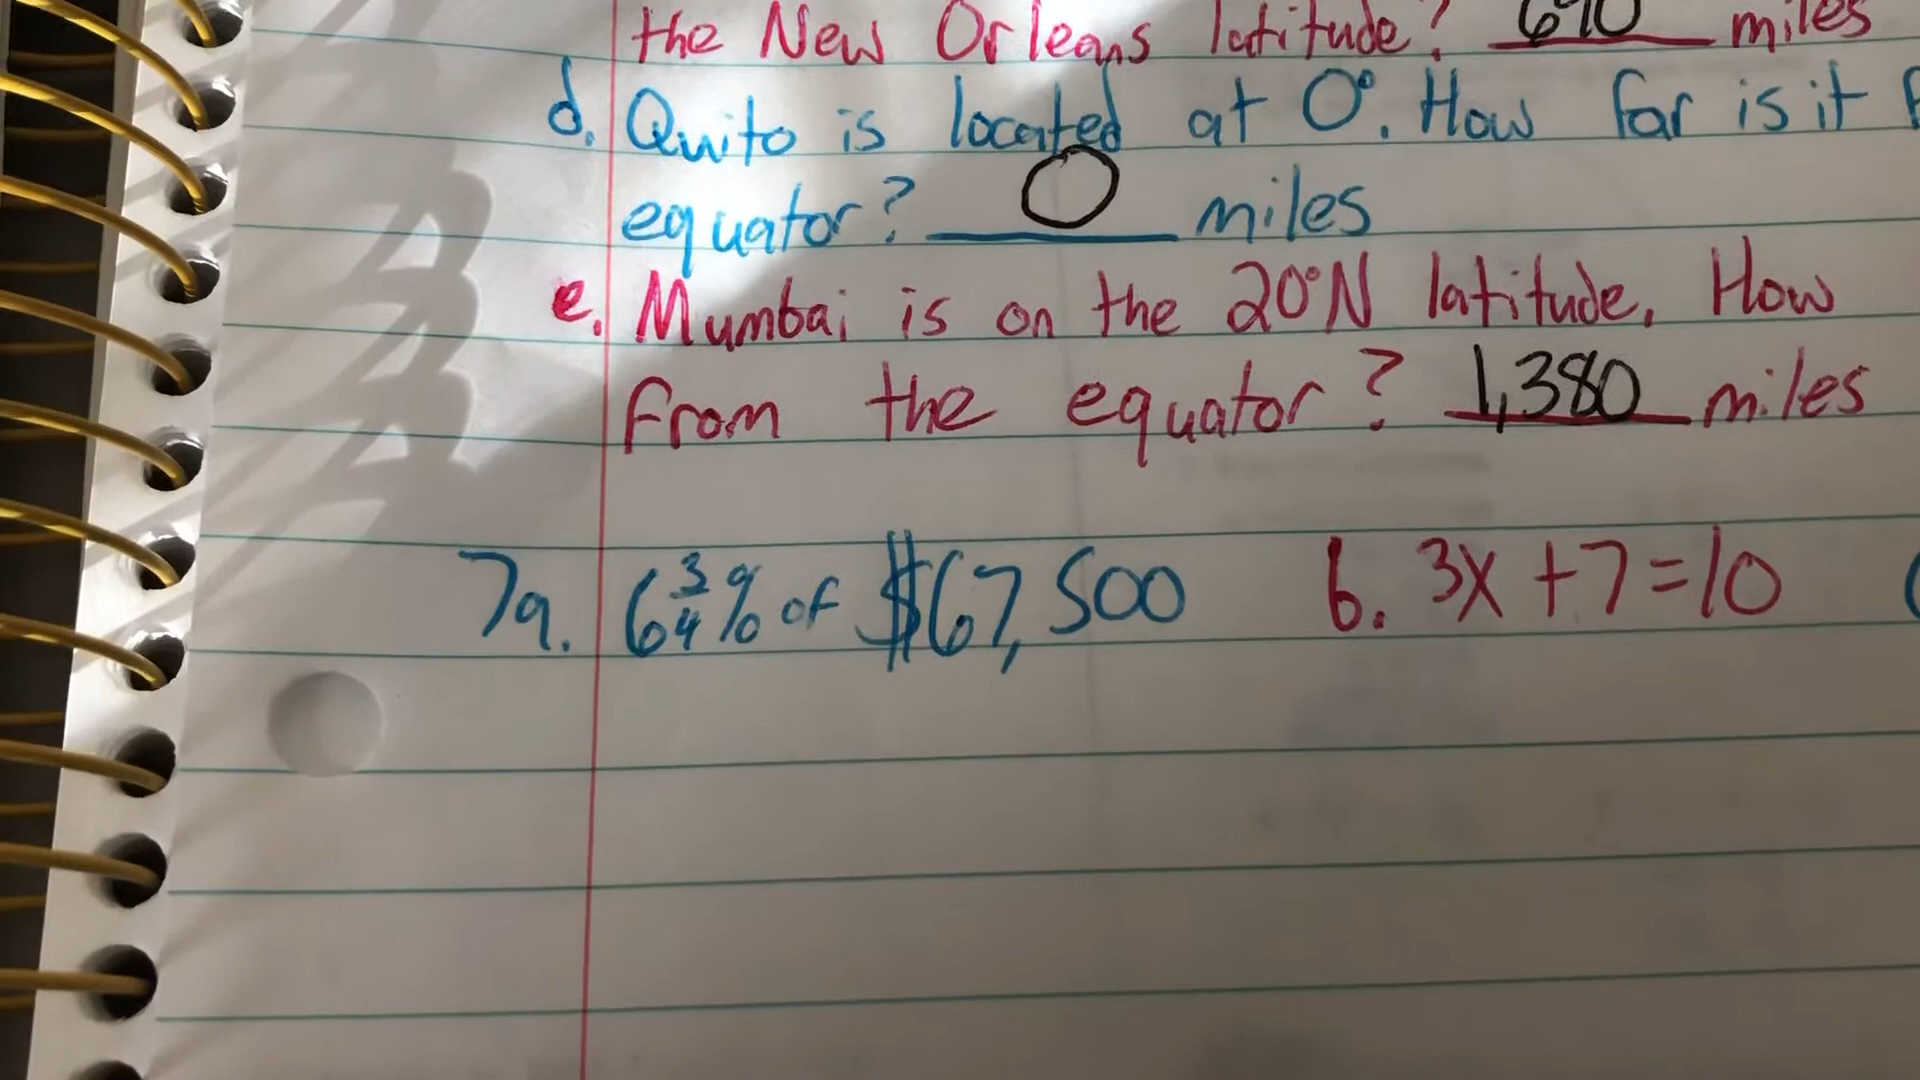 the New Orleans latitude? 690 miles
d. Quito is located at 0°. How far is it
equator? 0 miles
e. Mumbai is on the 20°N latitude. How
from the equator? 1,380 miles
7a. 6 3/4 % of $67,500 b. 3x + 7 = 10